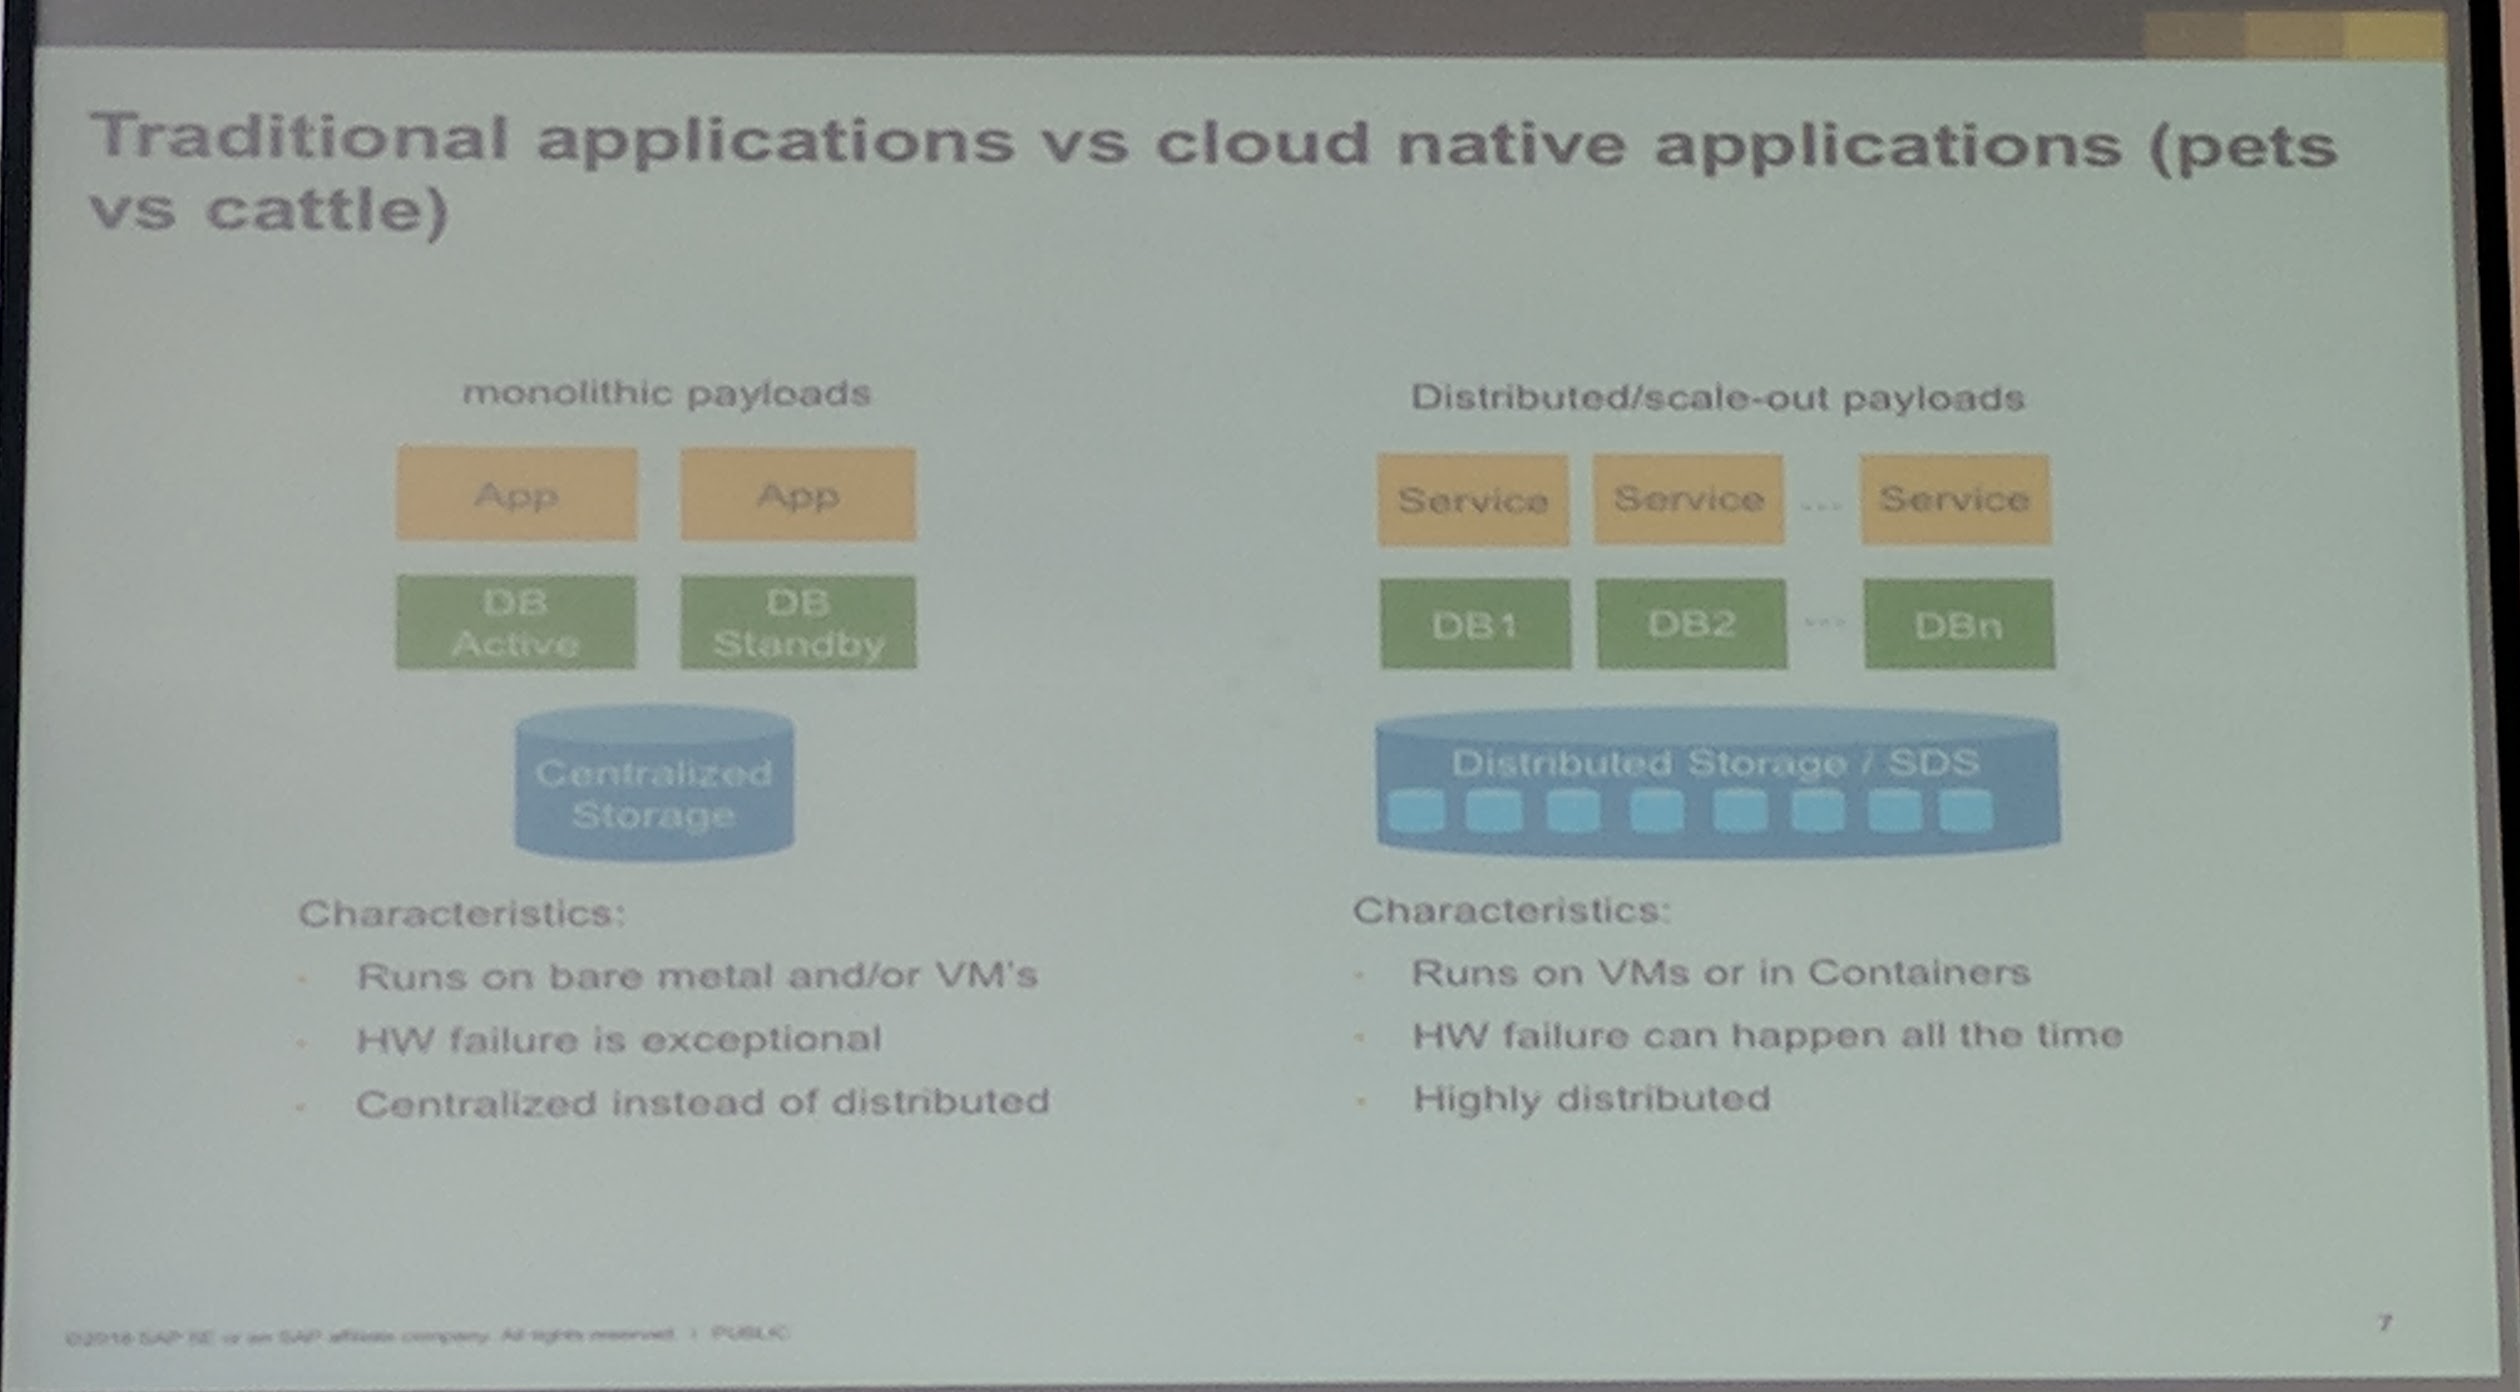 Traditional applications vs cloud native applications (pets
vs cattle)
monolithic payloads
App
App
DB
Active
DB
Standby
Centralized
Storage
Characteristics:
Runs on bare metal and/or VM's
HW failure is exceptional
Centralized instead of distributed
Distributed/scale-out payloads
Service
Service
...
Service
DB1
DB2
...
DBn
Distributed Storage / SDS
Characteristics:
Runs on VMs or in Containers
HW failure can happen all the time
Highly distributed
©2016 SAP SE or an SAP affiliate company. All rights reserved. | PUBLIC
7